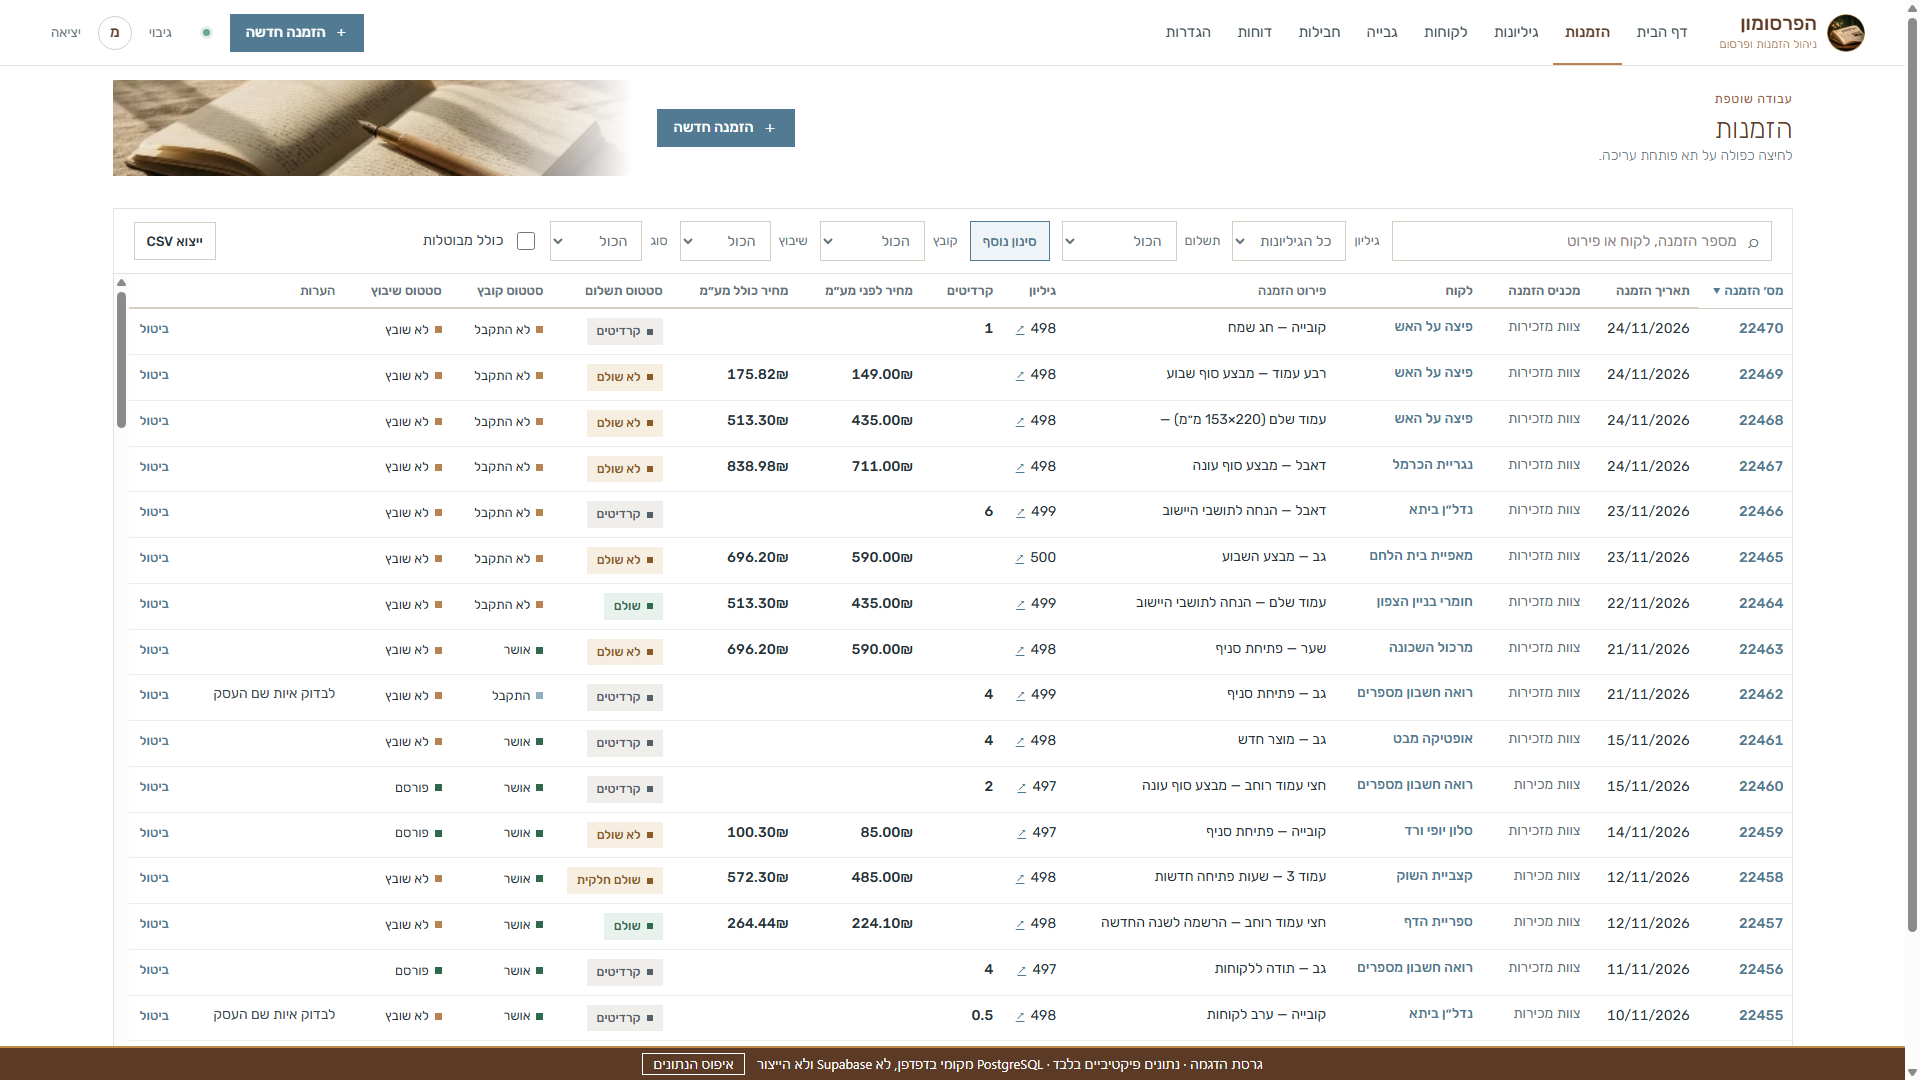 הפרסומון
ניהול הזמנות ופרסום
דף הבית הזמנות גיליונות לקוחות גבייה חבילות דוחות הגדרות
+ הזמנה חדשה
גיבוי מ יציאה
עבודה שוטפת
הזמנות
לחיצה כפולה על תא פותחת עריכה.
+ הזמנה חדשה
מספר הזמנה, לקוח או פירוט גיליון כל הגיליונות תשלום הכול סינון נוסף קובץ הכול שיבוץ הכול סוג הכול כולל מבוטלות ייצוא CSV
מס׳ הזמנה ▼ תאריך הזמנה מכניס הזמנה לקוח פירוט הזמנה גיליון קרדיטים מחיר לפני מע״מ מחיר כולל מע״מ סטטוס תשלום סטטוס קובץ סטטוס שיבוץ הערות
22470 24/11/2026 צוות מזכירות פיצה על האש קובייה – חג שמח 498 ↗ 1 קרדיטים לא התקבל לא שובץ ביטול
22469 24/11/2026 צוות מזכירות פיצה על האש רבע עמוד – מבצע סוף שבוע 498 ↗ 149.00₪ 175.82₪ לא שולם לא התקבל לא שובץ ביטול
22468 24/11/2026 צוות מזכירות פיצה על האש עמוד שלם (220×153 מ״מ) – 498 ↗ 435.00₪ 513.30₪ לא שולם לא התקבל לא שובץ ביטול
22467 24/11/2026 צוות מזכירות נגריית הכרמל דאבל – מבצע סוף עונה 498 ↗ 711.00₪ 838.98₪ לא שולם לא התקבל לא שובץ ביטול
22466 23/11/2026 צוות מזכירות נדל״ן ביתא דאבל – הנחה לתושבי היישוב 499 ↗ 6 קרדיטים לא התקבל לא שובץ ביטול
22465 23/11/2026 צוות מזכירות מאפיית בית הלחם גב – מבצע השבוע 500 ↗ 590.00₪ 696.20₪ לא שולם לא התקבל לא שובץ ביטול
22464 22/11/2026 צוות מזכירות חומרי בניין הצפון עמוד שלם – הנחה לתושבי היישוב 499 ↗ 435.00₪ 513.30₪ שולם לא התקבל לא שובץ ביטול
22463 21/11/2026 צוות מזכירות מרכול השכונה שער – פתיחת סניף 498 ↗ 590.00₪ 696.20₪ לא שולם אושר לא שובץ ביטול
22462 21/11/2026 צוות מזכירות רואה חשבון מספרים גב – פתיחת סניף 499 ↗ 4 קרדיטים התקבל לא שובץ לבדוק איות שם העסק ביטול
22461 15/11/2026 צוות מזכירות אופטיקה מבט גב – מוצר חדש 498 ↗ 4 קרדיטים אושר לא שובץ ביטול
22460 15/11/2026 צוות מכירות רואה חשבון מספרים חצי עמוד רוחב – מבצע סוף עונה 497 ↗ 2 קרדיטים אושר פורסם ביטול
22459 14/11/2026 צוות מזכירות סלון יופי ורד קובייה – פתיחת סניף 497 ↗ 85.00₪ 100.30₪ לא שולם אושר פורסם ביטול
22458 12/11/2026 צוות מכירות קצביית השוק עמוד 3 – שעות פתיחה חדשות 498 ↗ 485.00₪ 572.30₪ שולם חלקית אושר לא שובץ ביטול
22457 12/11/2026 צוות מכירות ספריית הדף חצי עמוד רוחב – הרשמה לשנה החדשה 498 ↗ 224.10₪ 264.44₪ שולם אושר לא שובץ ביטול
22456 11/11/2026 צוות מזכירות רואה חשבון מספרים גב – תודה ללקוחות 497 ↗ 4 קרדיטים אושר פורסם ביטול
22455 10/11/2026 צוות מכירות נדל״ן ביתא קובייה – ערב לקוחות 498 ↗ 0.5 קרדיטים אושר לא שובץ לבדוק איות שם העסק ביטול
גרסת הדגמה · נתונים פיקטיביים בלבד · PostgreSQL מקומי בדפדפן, לא Supabase ולא הייצור איפוס הנתונים